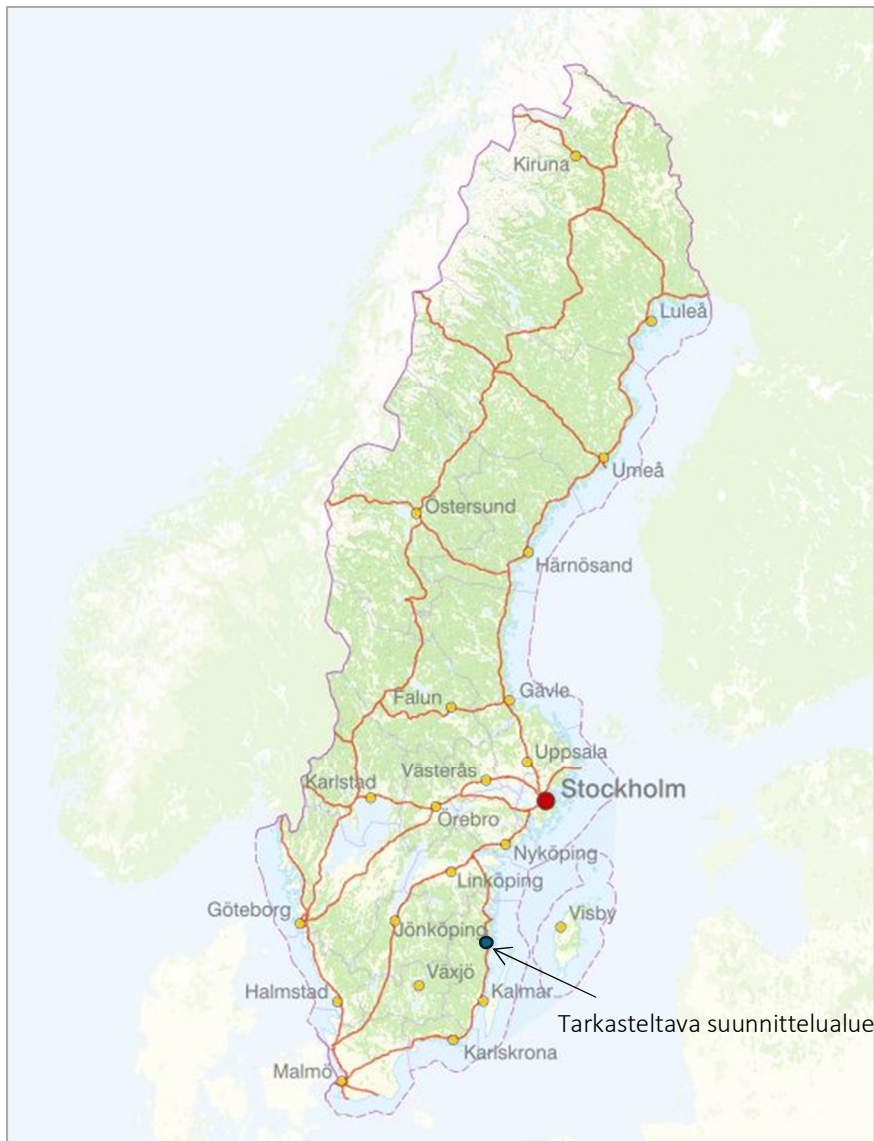 Kiruna
Luleå
Umeå
Östersund
Härnösand
Falun
Gävle
Uppsala
Västerås
Karlstad
Stockholm
Örebro
Nyköping
Linköping
Göteborg
Visby
Jönköping
Växjö
Halmstad
Kalmar
Tarkasteltava suunnittelualue
Karlskrona
Malmö